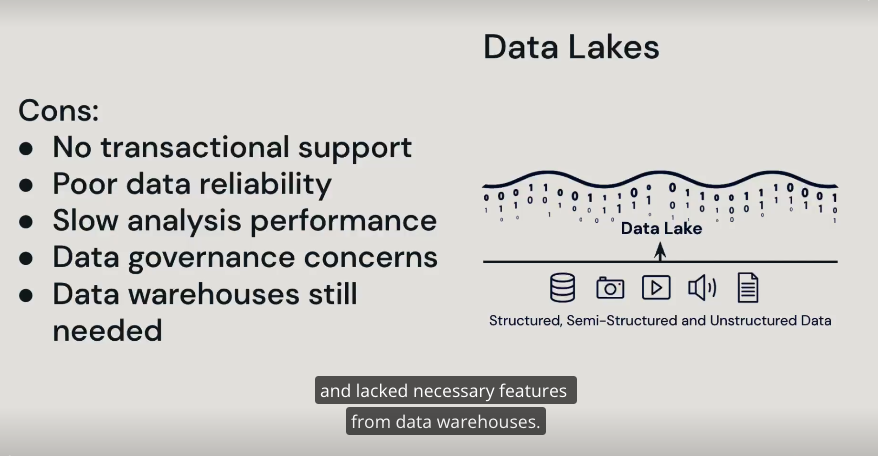 Data Lakes
Cons:
● No transactional support
● Poor data reliability
● Slow analysis performance
● Data governance concerns
● Data warehouses still
needed
Data Lake
Structured, Semi-Structured and Unstructured Data
and lacked necessary features
from data warehouses.